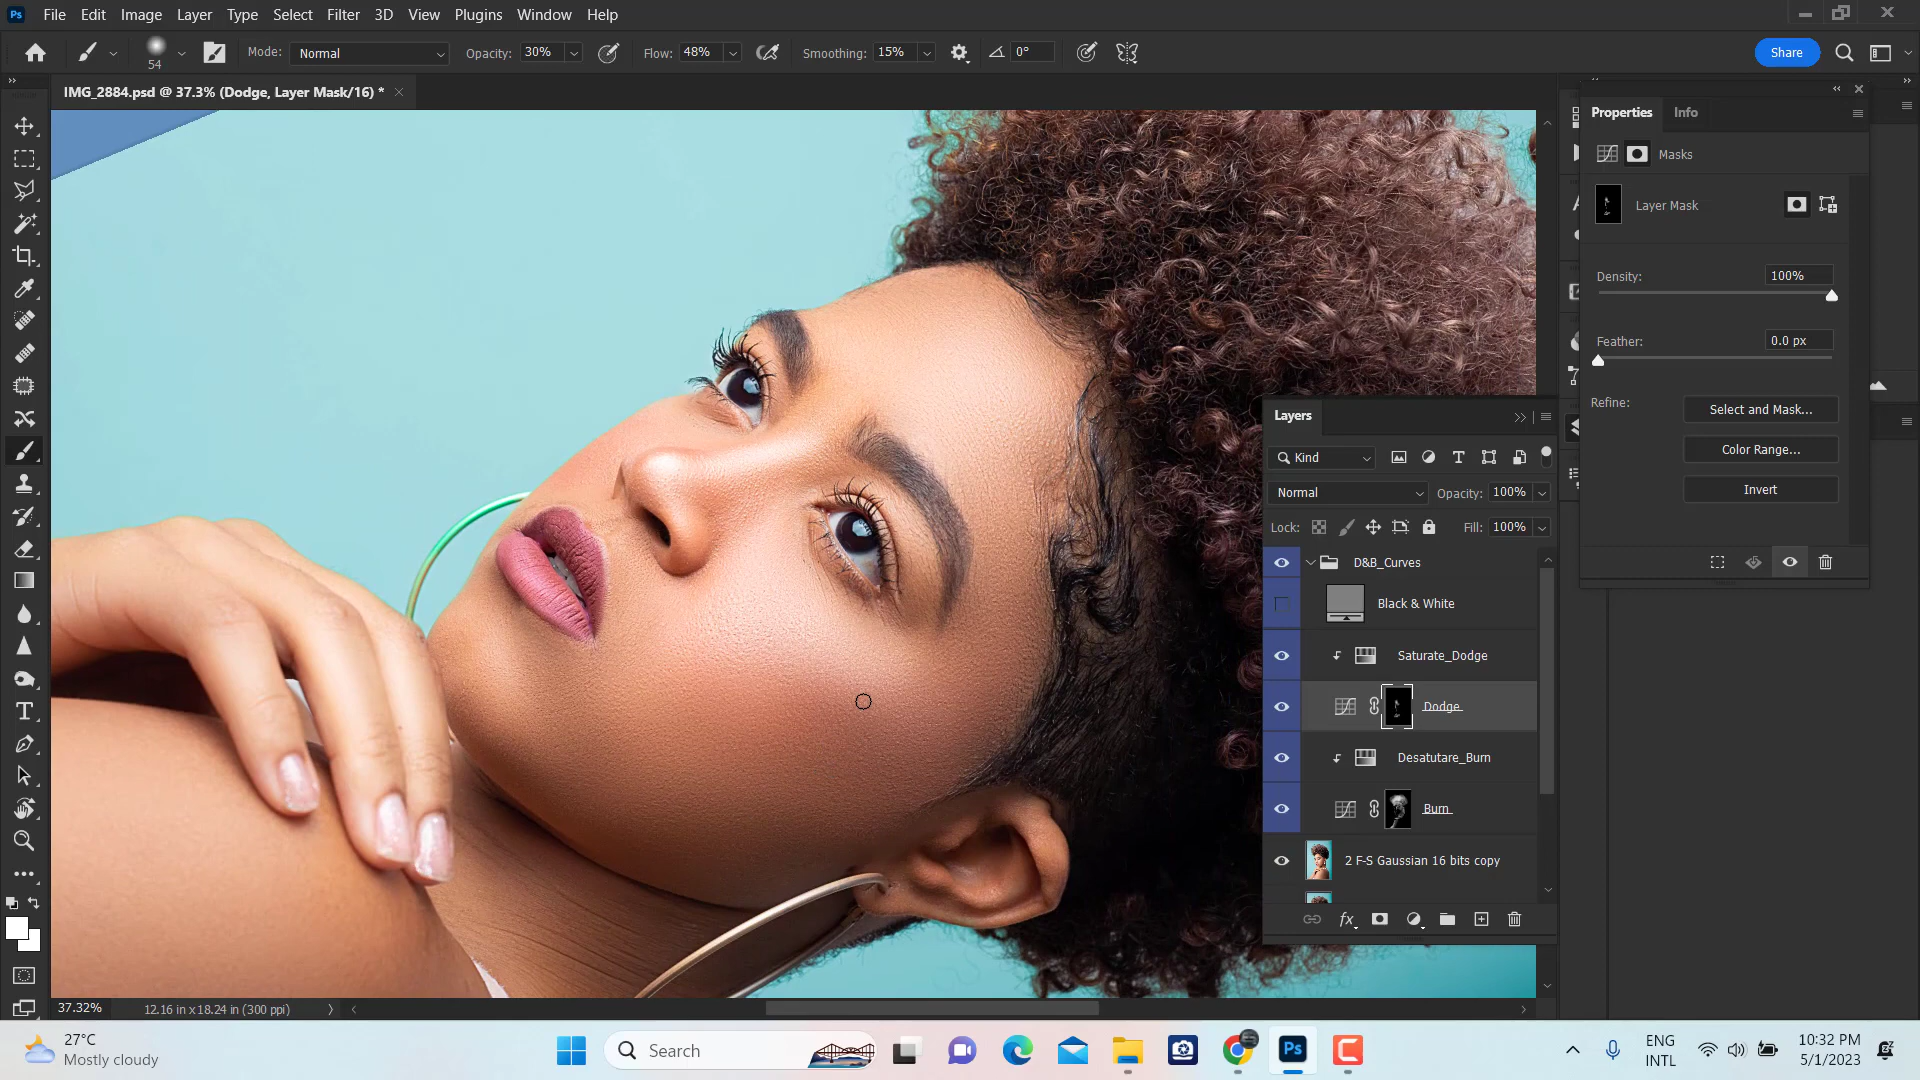 Ps File Edit Image Layer Type Select Filter 3D View Plugins Window Help
54 Mode: Normal Opacity: 30% Flow: 48% Smoothing: 15% 0° Share
IMG_2884.psd @ 37.3% (Dodge, Layer Mask/16) *
Properties Info
Masks
Layer Mask
Density: 100%
Feather: 0.0 px
Refine: Select and Mask...
Color Range...
Invert
Layers
Kind
Normal Opacity: 100%
Lock: Fill: 100%
D&B_Curves
Black & White
Saturate_Dodge
Dodge
Desatutare_Burn
Burn
2 F-S Gaussian 16 bits copy
fx
37.32% 12.16 in x 18.24 in (300 ppi)
27°C
Mostly cloudy
Search
Ps
ENG
INTL
10:32 PM
5/1/2023